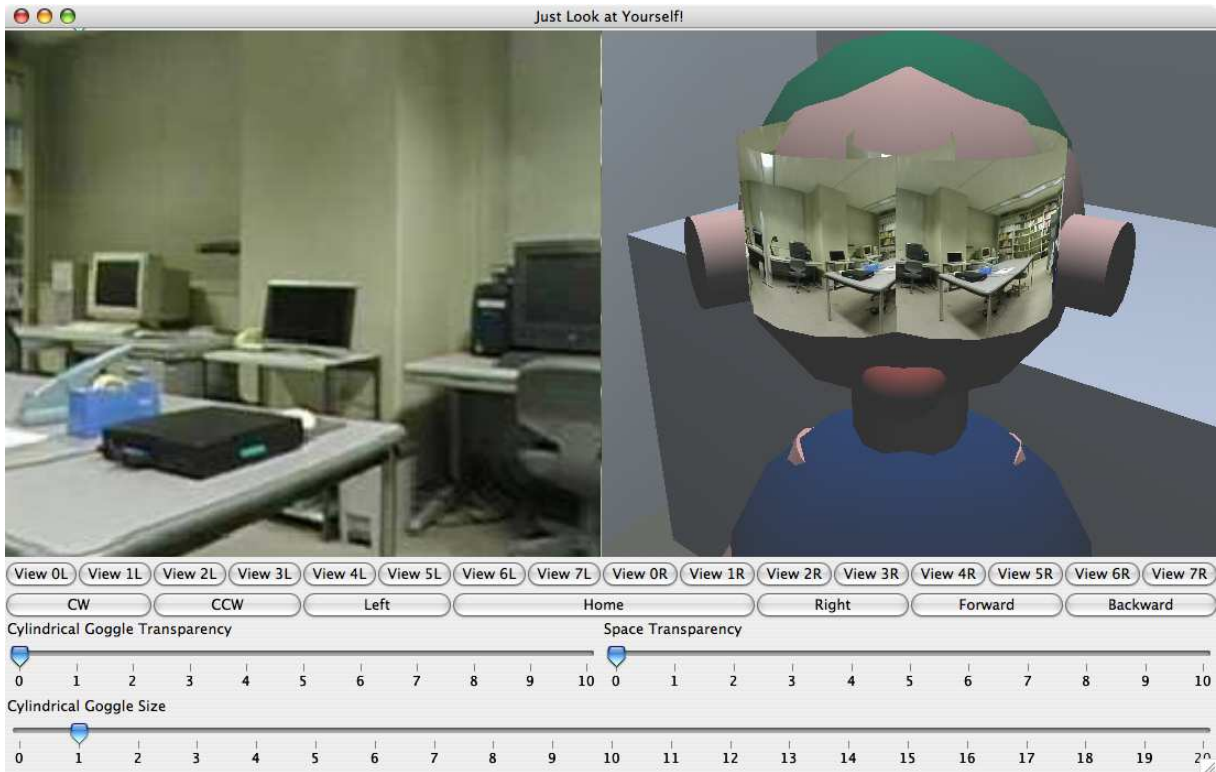 Just Look at Yourself!
View 0L View 1L View 2L View 3L View 4L View 5L View 6L View 7L View 0R View 1R View 2R View 3R View 4R View 5R View 6R View 7R
CW CCW Left Home Right Forward Backward
Cylindrical Goggle Transparency Space Transparency
0 1 2 3 4 5 6 7 8 9 10 0 1 2 3 4 5 6 7 8 9 10
Cylindrical Goggle Size
0 1 2 3 4 5 6 7 8 9 10 11 12 13 14 15 16 17 18 19 20